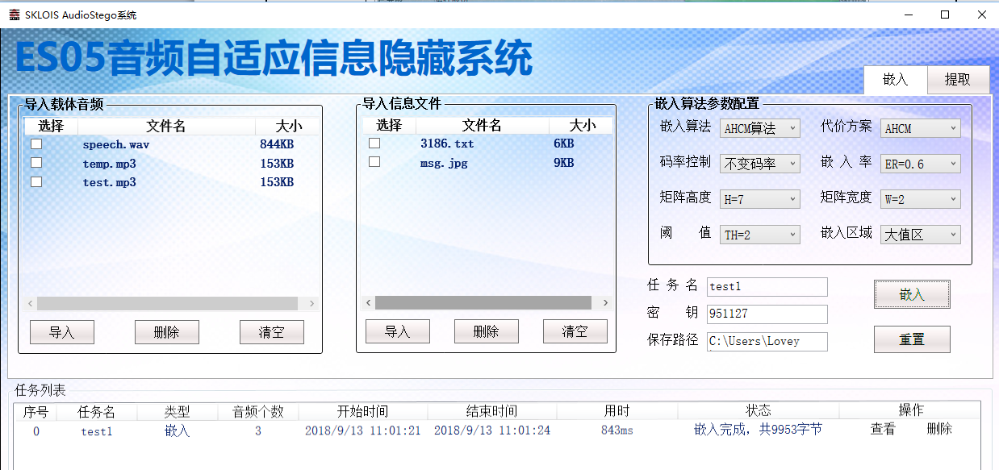 SKLOIS AudioStego系统
ES05音频自适应信息隐藏系统
嵌入 提取
导入载体音频
选择 文件名 大小
speech.wav 844KB
temp.mp3 153KB
test.mp3 153KB
导入 删除 清空
导入信息文件
选择 文件名 大小
3186.txt 6KB
msg.jpg 9KB
导入 删除 清空
嵌入算法参数配置
嵌入算法 AHCM算法 代价方案 AHCM
码率控制 不变码率 嵌入率 ER=0.6
矩阵高度 H=7 矩阵宽度 W=2
阈值 TH=2 嵌入区域 大值区
任务名 test1 嵌入
密钥 951127
保存路径 C:\Users\Lovey 重置
任务列表
序号 任务名 类型 音频个数 开始时间 结束时间 用时 状态 操作
0 test1 嵌入 3 2018/9/13 11:01:21 2018/9/13 11:01:24 843ms 嵌入完成，共9953字节 查看 删除